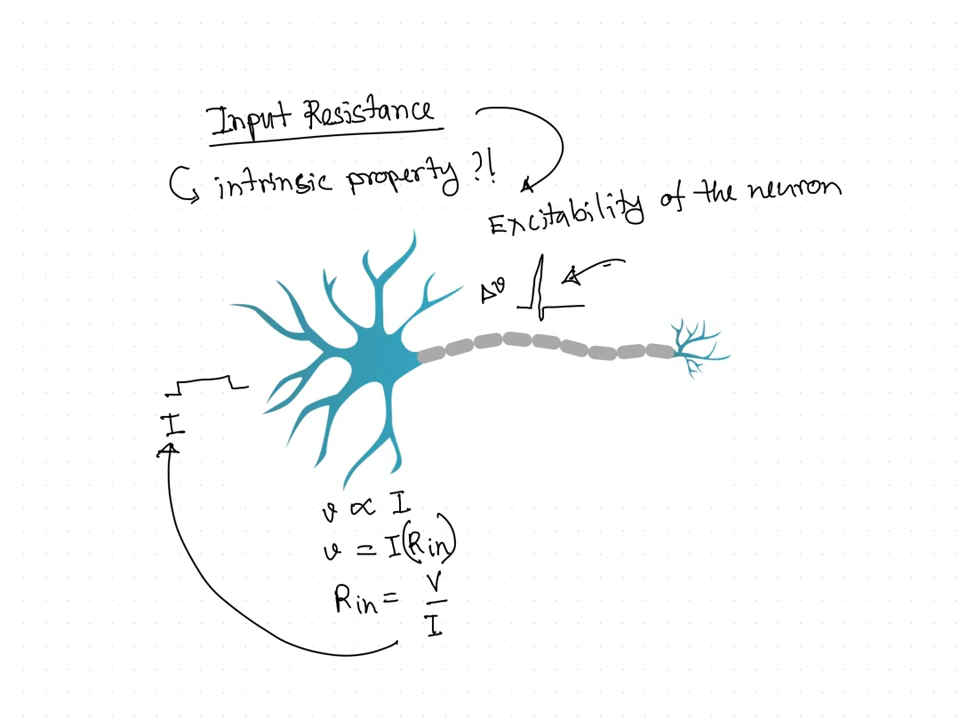 Input Resistance
intrinsic property ?!
Excitability of the neuron
Δv
I
v ∝ I
v = I(Rin)
Rin = V
I